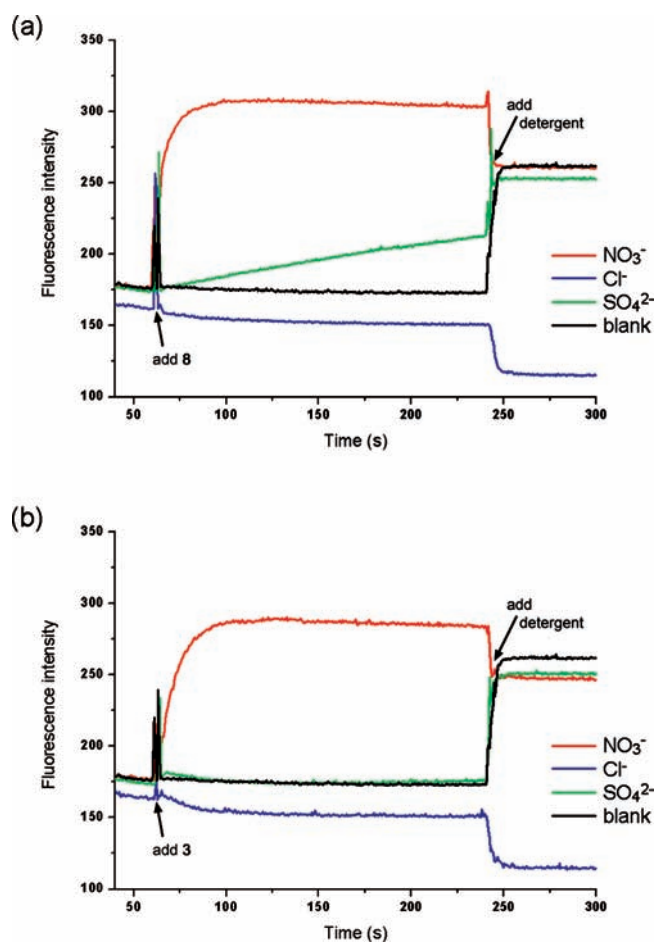 (a)
350
300
250
200
150
100
Fluorescence intensity
add
detergent
NO₃⁻
Cl⁻
SO₄²⁻
blank
add 8
50
100
150
200
250
300
Time (s)
(b)
350
300
250
200
150
100
Fluorescence intensity
add
detergent
NO₃⁻
Cl⁻
SO₄²⁻
blank
add 3
50
100
150
200
250
300
Time (s)